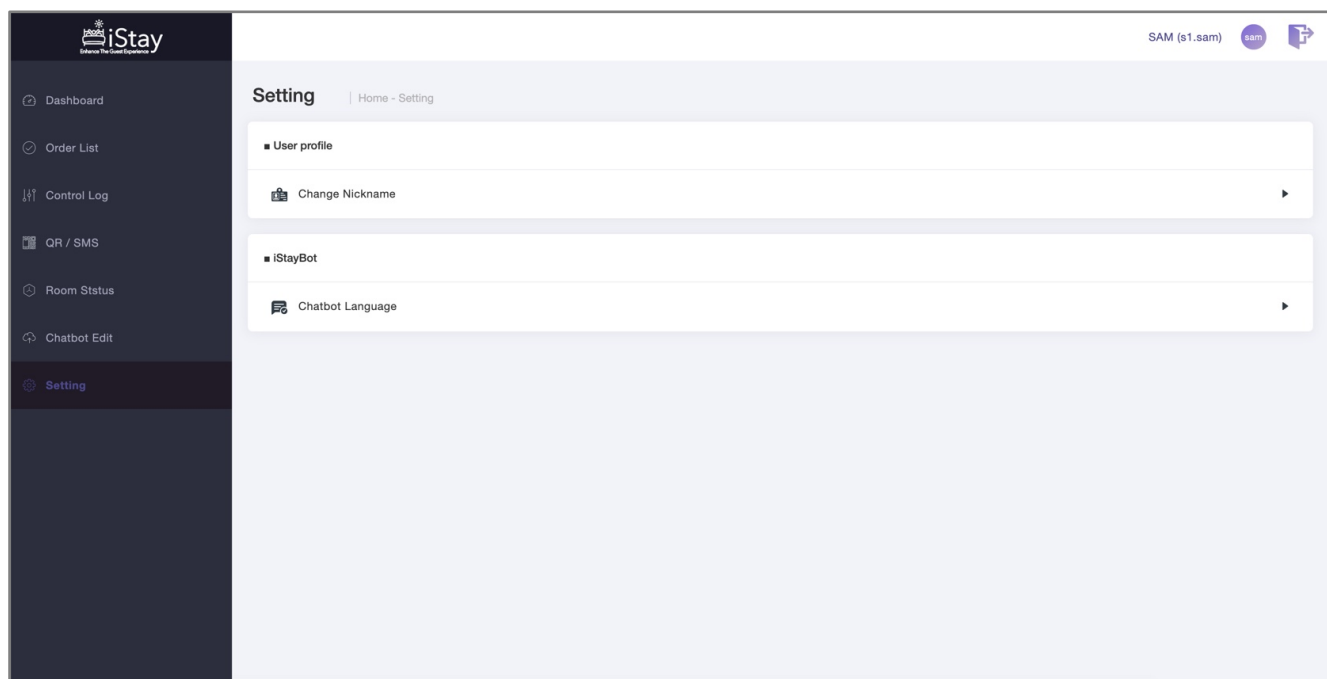 iStay
Enhence The Guest Experience
SAM (s1.sam)
sam
Dashboard
Order List
Control Log
QR / SMS
Room Ststus
Chatbot Edit
Setting
Setting | Home - Setting
■ User profile
Change Nickname
■ iStayBot
Chatbot Language